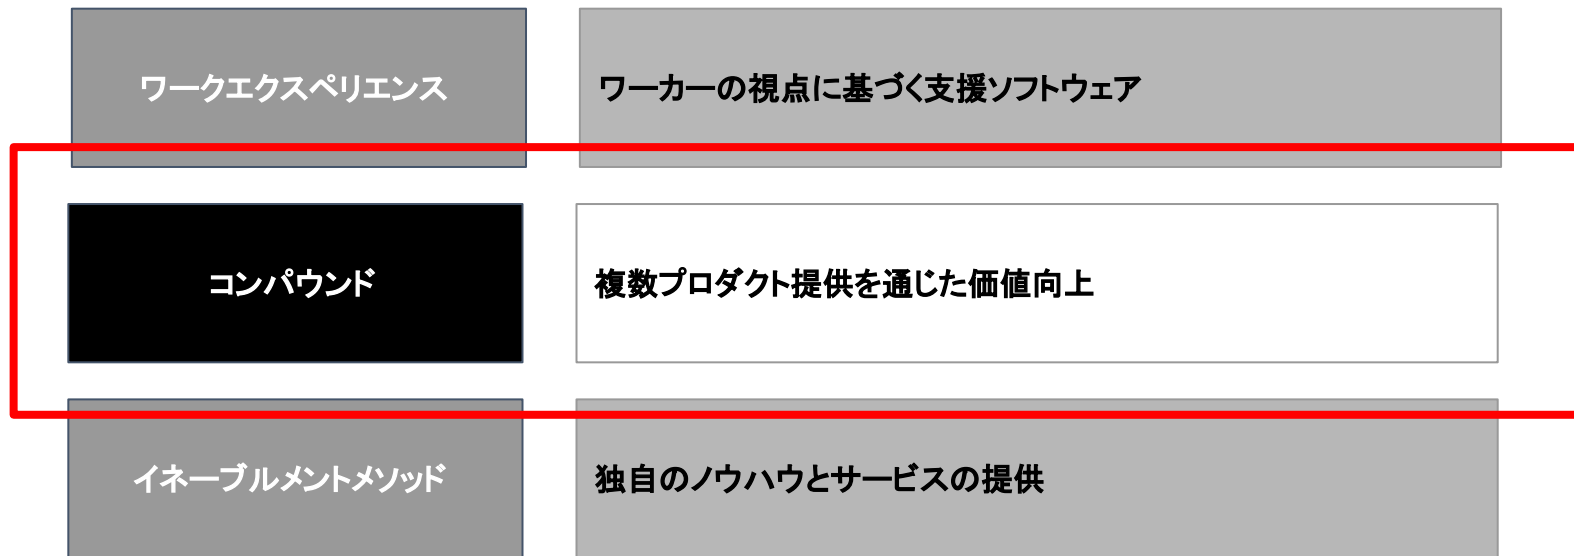 ワークエクスペリエンス
ワーカーの視点に基づく支援ソフトウェア
コンパウンド
複数プロダクト提供を通じた価値向上
イネーブルメントメソッド
独自のノウハウとサービスの提供